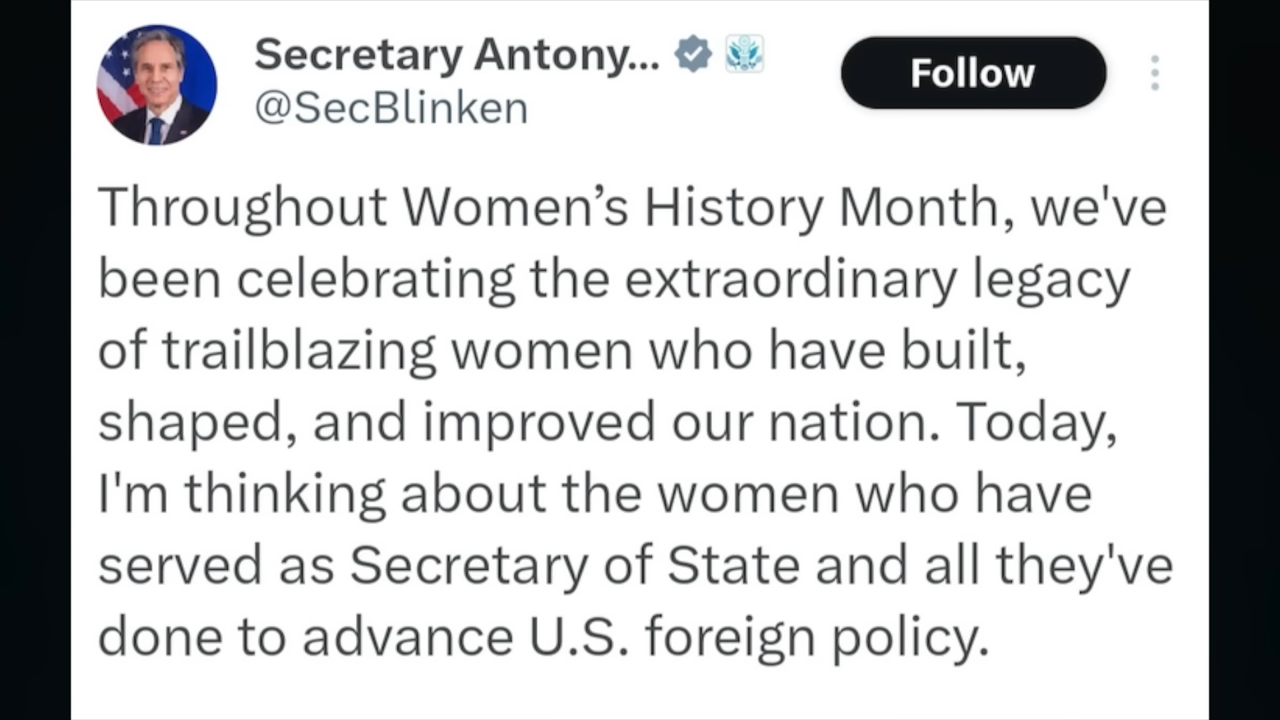 Secretary Antony...
@SecBlinken
Follow
Throughout Women’s History Month, we've
been celebrating the extraordinary legacy
of trailblazing women who have built,
shaped, and improved our nation. Today,
I'm thinking about the women who have
served as Secretary of State and all they've
done to advance U.S. foreign policy.